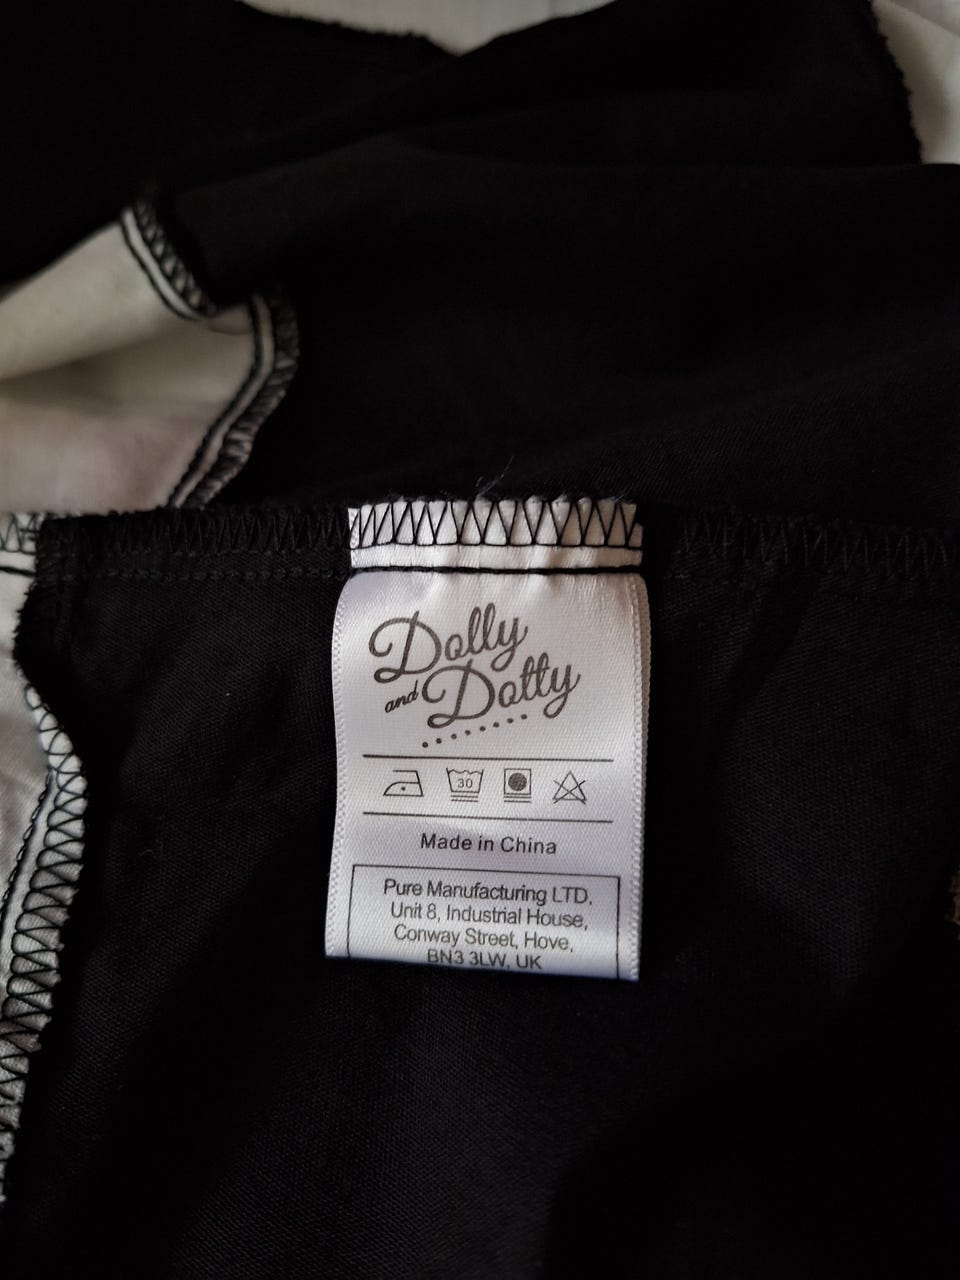 Dolly
and Dotty
30
Made in China
Pure Manufacturing LTD,
Unit 8, Industrial House,
Conway Street, Hove,
BN3 3LW, UK